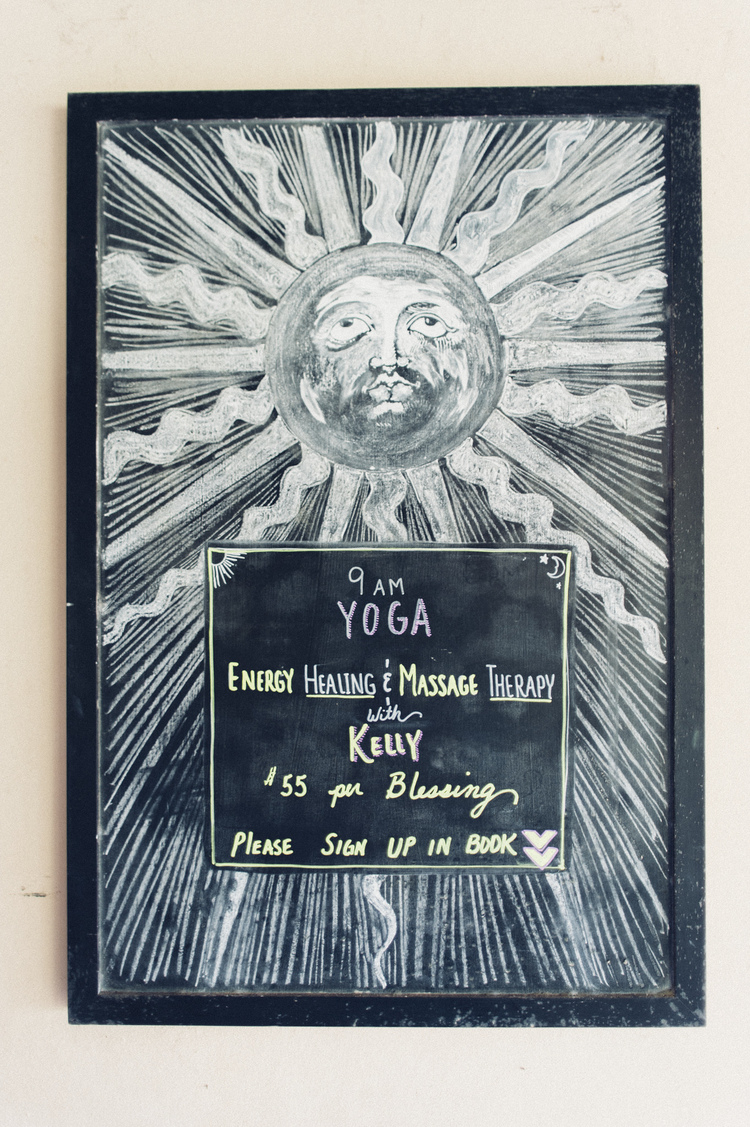 9 AM
YOGA
ENERGY HEALING & MASSAGE THERAPY
with
KELLY
$55 per Blessing
PLEASE SIGN UP IN BOOK